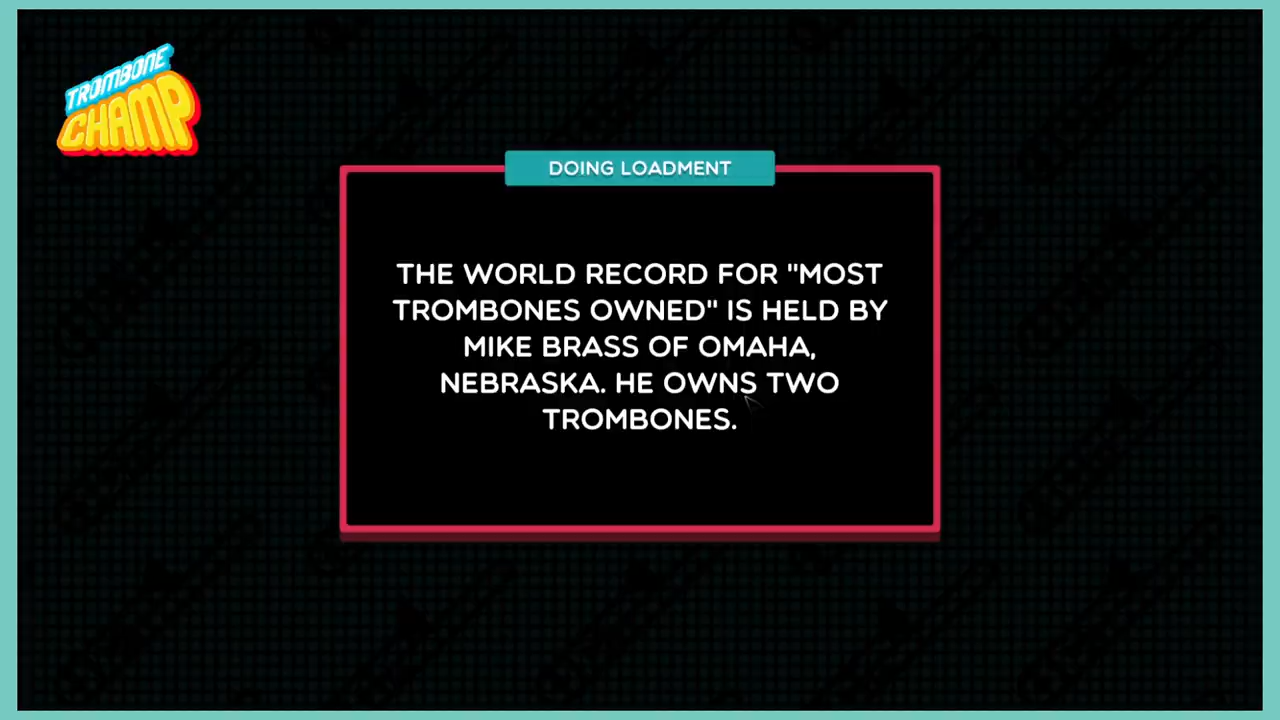 TROMBONE
CHAMP
DOING LOADMENT
THE WORLD RECORD FOR "MOST
TROMBONES OWNED" IS HELD BY
MIKE BRASS OF OMAHA,
NEBRASKA. HE OWNS TWO
TROMBONES.